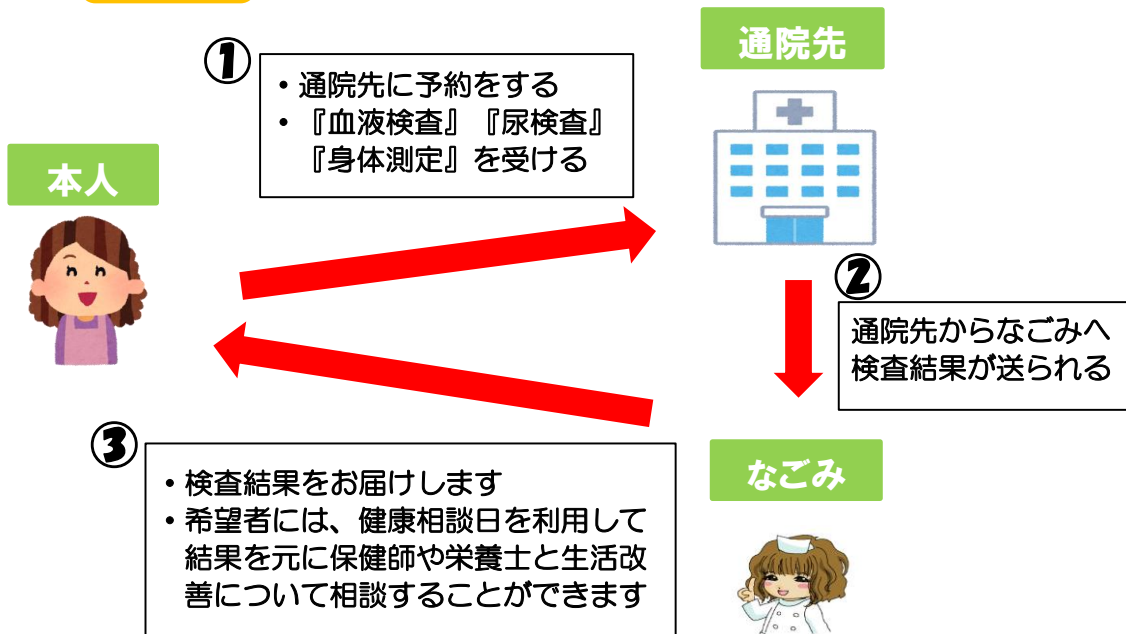 ①
・通院先に予約をする
・『血液検査』『尿検査』
『身体測定』を受ける
通院先
本人
②
通院先からなごみへ
検査結果が送られる
③
・検査結果をお届けします
・希望者には、健康相談日を利用して
結果を元に保健師や栄養士と生活改
善について相談することができます
なごみ